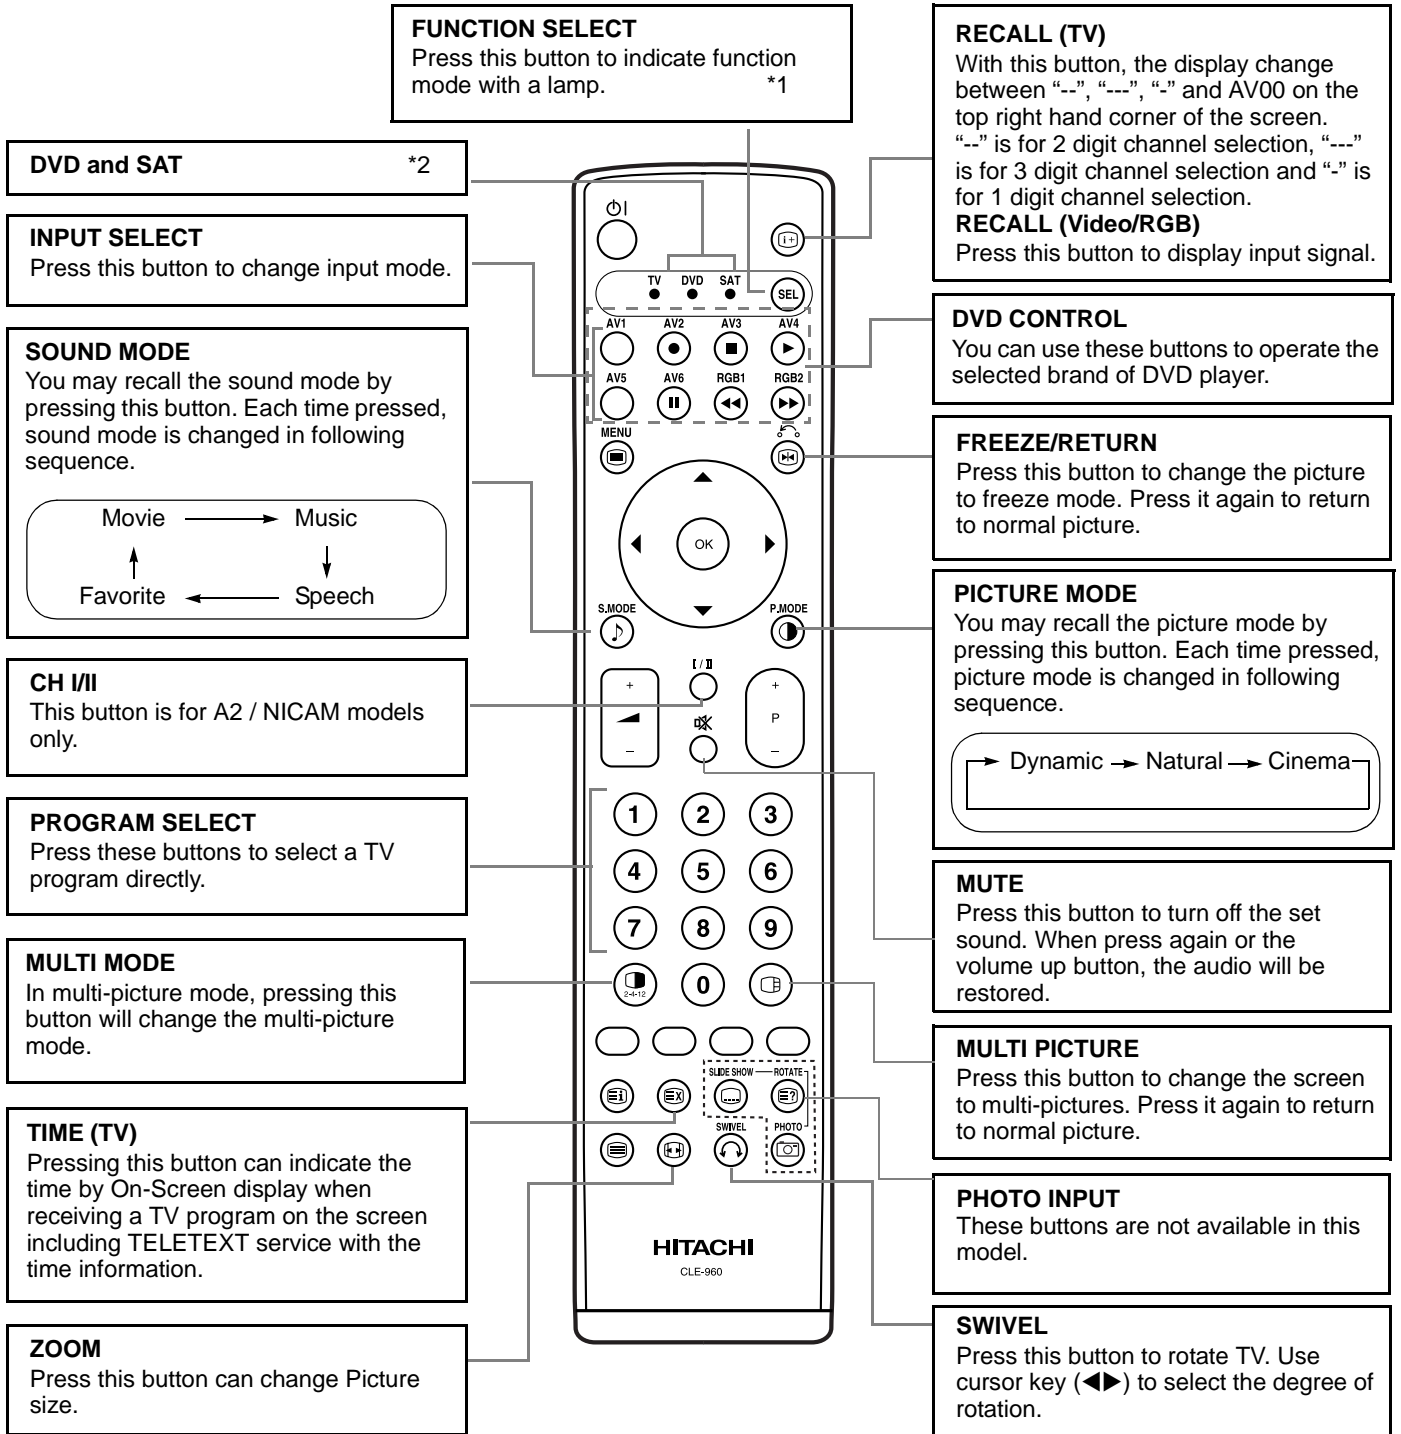 FUNCTION SELECT
Press this button to indicate function
mode with a lamp. *1
DVD and SAT *2
INPUT SELECT
Press this button to change input mode.
SOUND MODE
You may recall the sound mode by
pressing this button. Each time pressed,
sound mode is changed in following
sequence.
Movie Music
Favorite Speech
CH I/II
This button is for A2 / NICAM models
only.
PROGRAM SELECT
Press these buttons to select a TV
program directly.
MULTI MODE
In multi-picture mode, pressing this
button will change the multi-picture
mode.
TIME (TV)
Pressing this button can indicate the
time by On-Screen display when
receiving a TV program on the screen
including TELETEXT service with the
time information.
ZOOM
Press this button can change Picture
size.
TV DVD SAT
SEL
AV1 AV2 AV3 AV4
AV5 AV6 RGB1 RGB2
MENU
OK
S.MODE P.MODE
I / II
+ +
P
– –
1 2 3
4 5 6
7 8 9
2-4-12 0
SLIDE SHOW ROTATE
i X ?
SWIVEL PHOTO
HITACHI
CLE-960
RECALL (TV)
With this button, the display change
between “--”, “---”, “-” and AV00 on the
top right hand corner of the screen.
“--” is for 2 digit channel selection, “---”
is for 3 digit channel selection and “-” is
for 1 digit channel selection.
RECALL (Video/RGB)
Press this button to display input signal.
DVD CONTROL
You can use these buttons to operate the
selected brand of DVD player.
FREEZE/RETURN
Press this button to change the picture
to freeze mode. Press it again to return
to normal picture.
PICTURE MODE
You may recall the picture mode by
pressing this button. Each time pressed,
picture mode is changed in following
sequence.
Dynamic Natural Cinema
MUTE
Press this button to turn off the set
sound. When press again or the
volume up button, the audio will be
restored.
MULTI PICTURE
Press this button to change the screen
to multi-pictures. Press it again to return
to normal picture.
PHOTO INPUT
These buttons are not available in this
model.
SWIVEL
Press this button to rotate TV. Use
cursor key (◀▶) to select the degree of
rotation.